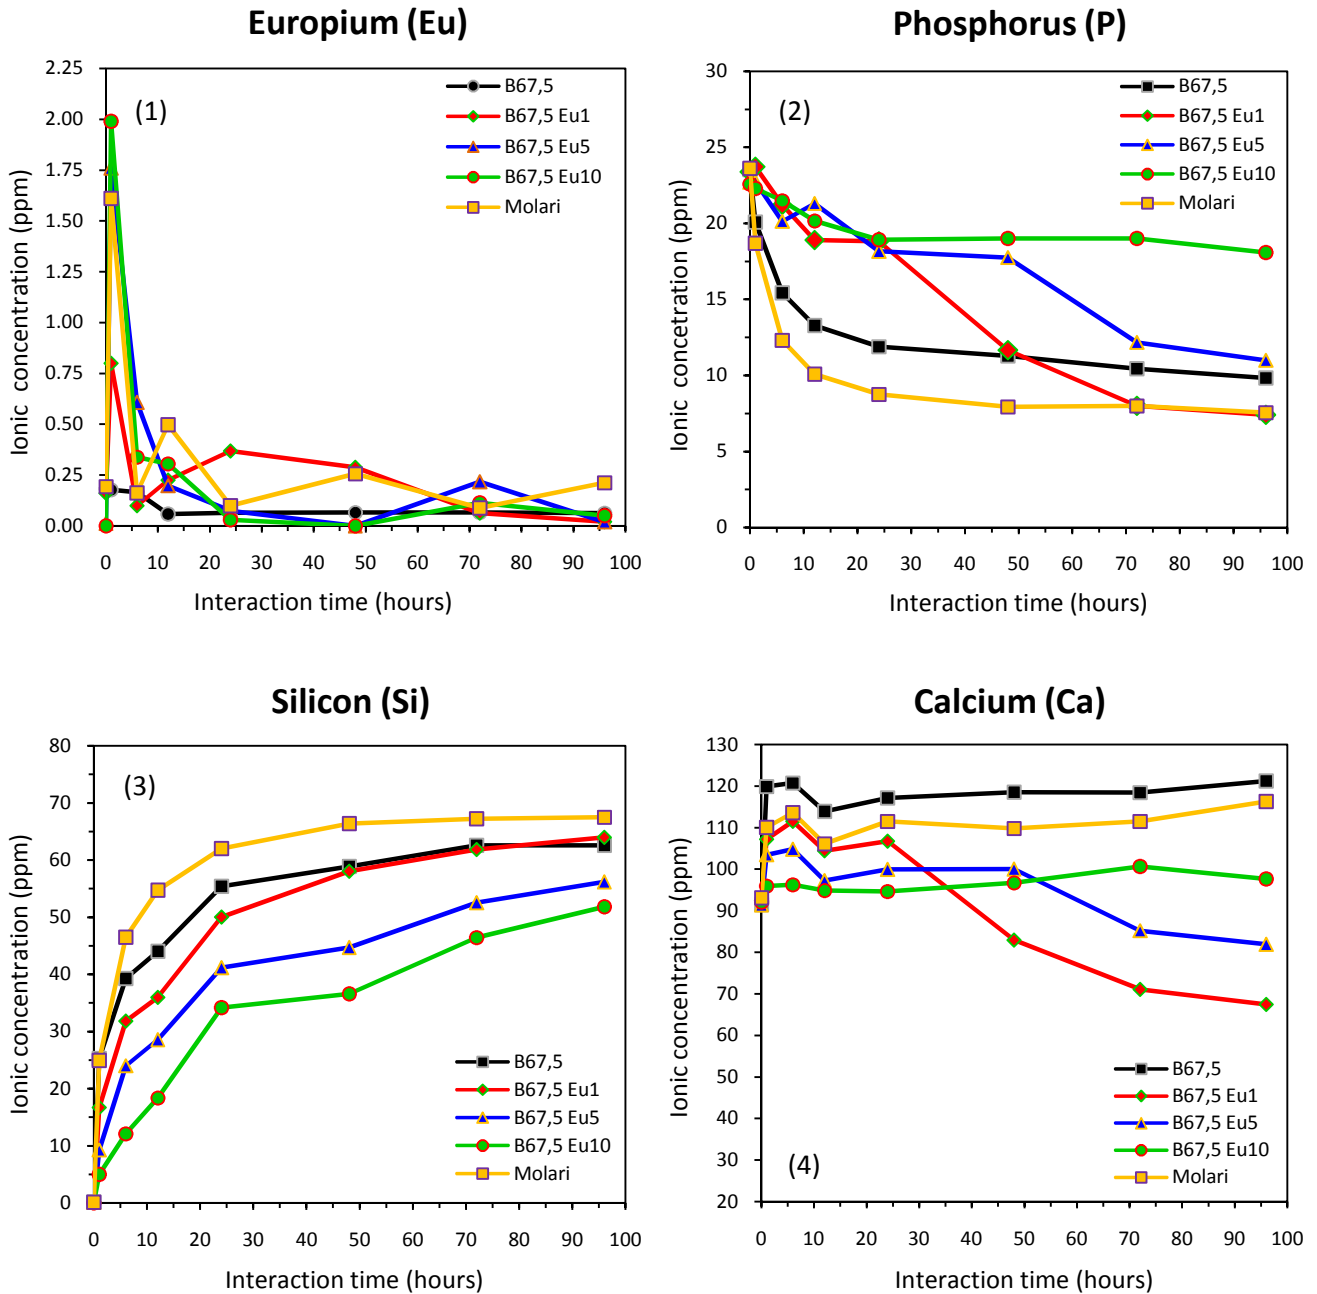 Europium (Eu)
Ionic concentration (ppm)
2.25
2.00
1.75
1.50
1.25
1.00
0.75
0.50
0.25
0.00
(1)
B67,5
B67,5 Eu1
B67,5 Eu5
B67,5 Eu10
Molari
0 10 20 30 40 50 60 70 80 90 100
Interaction time (hours)
Phosphorus (P)
Ionic concetration (ppm)
30
25
20
15
10
5
0
(2)
B67,5
B67,5 Eu1
B67,5 Eu5
B67,5 Eu10
Molari
0 10 20 30 40 50 60 70 80 90 100
Interaction time (hours)
Silicon (Si)
Ionic concentration (ppm)
80
70
60
50
40
30
20
10
0
(3)
B67,5
B67,5 Eu1
B67,5 Eu5
B67,5 Eu10
Molari
0 10 20 30 40 50 60 70 80 90 100
Interaction time (hours)
Calcium (Ca)
Ionic concentration (ppm)
130
120
110
100
90
80
70
60
50
40
30
20
(4)
B67,5
B67,5 Eu1
B67,5 Eu5
B67,5 Eu10
Molari
0 10 20 30 40 50 60 70 80 90 100
Interaction time (hours)